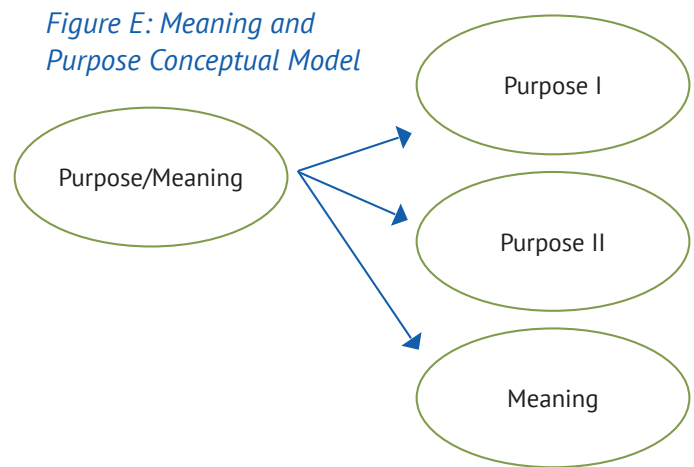 Figure E: Meaning and
Purpose Conceptual Model
Purpose/Meaning
Purpose I
Purpose II
Meaning